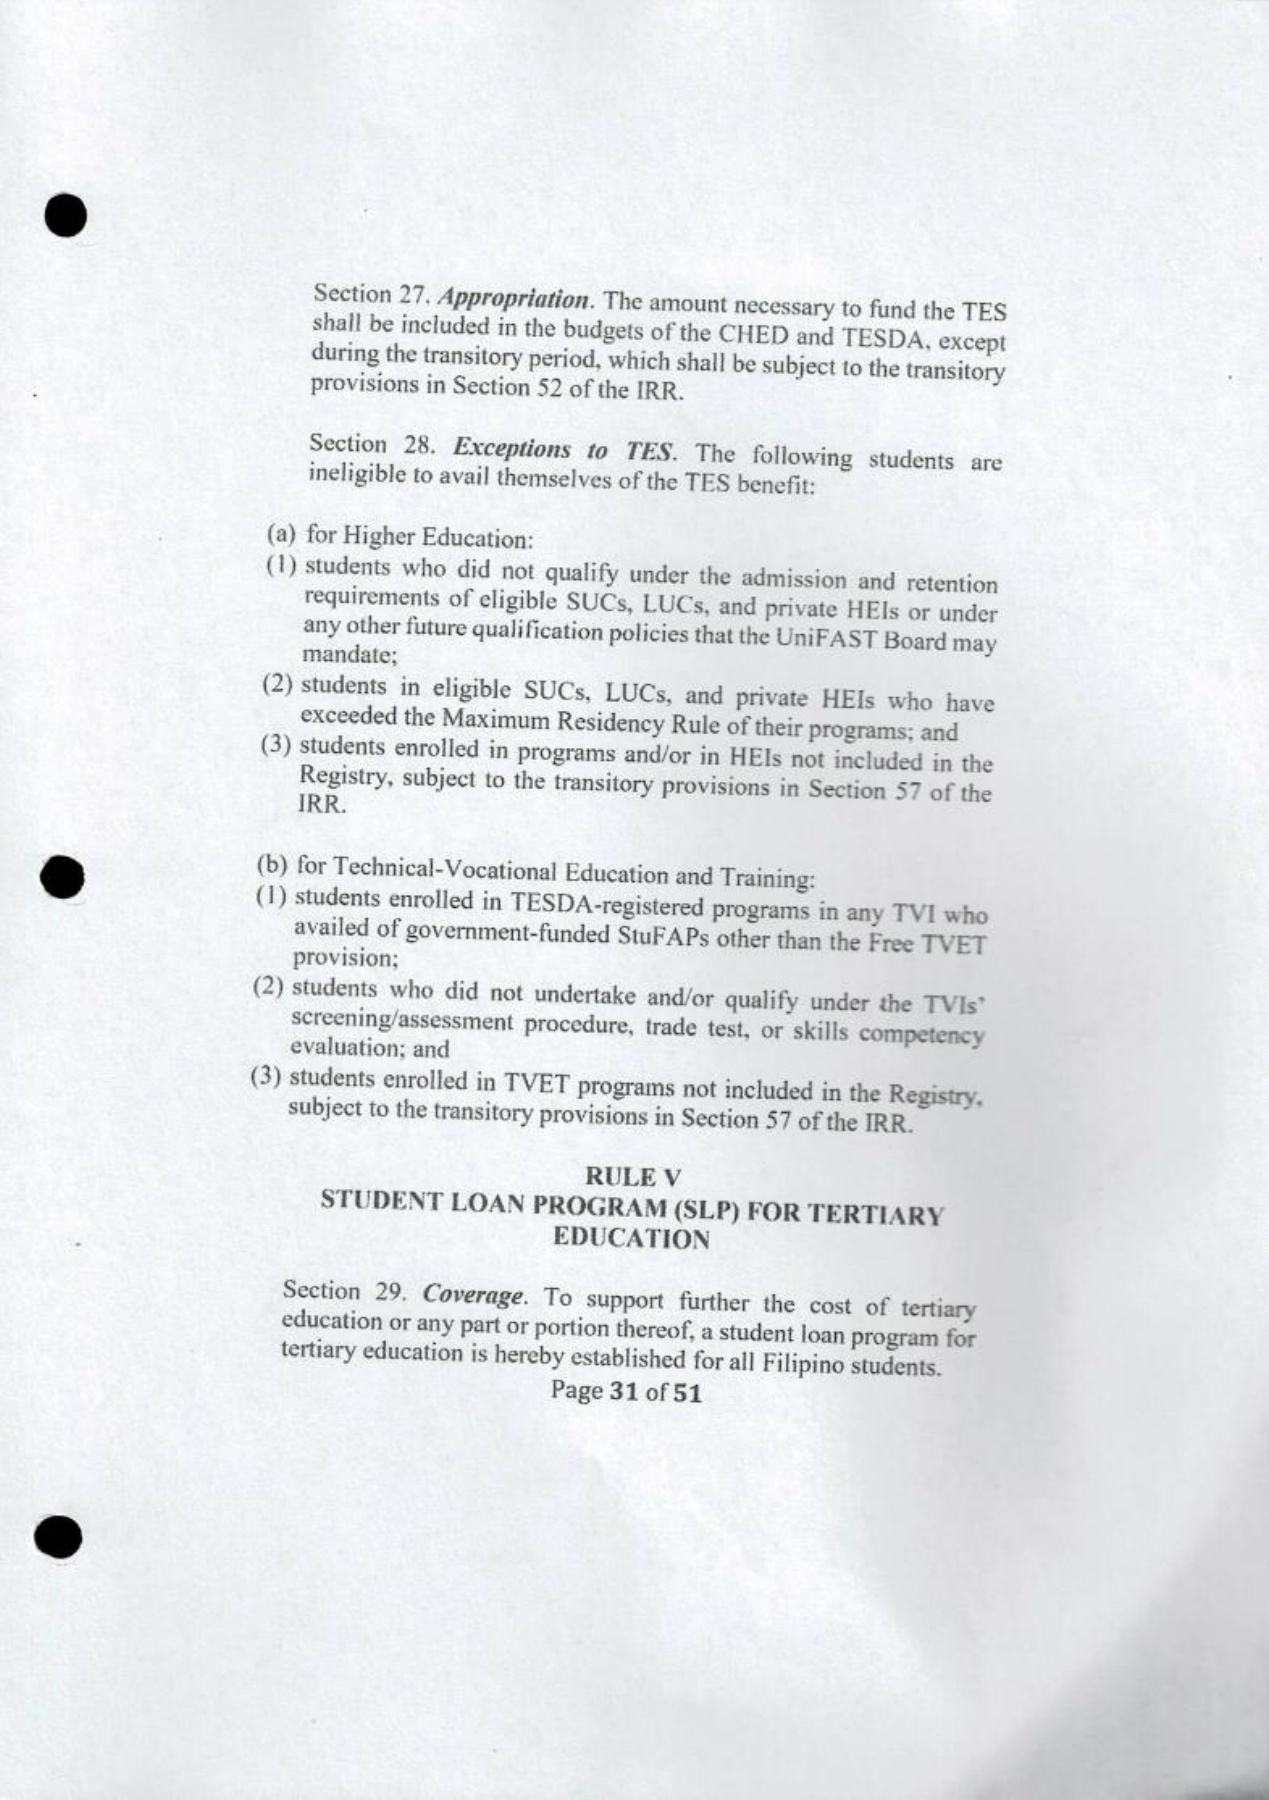 Section 27. Appropriation. The amount necessary to fund the TES
shall be included in the budgets of the CHED and TESDA, except
during the transitory period, which shall be subject to the transitory
provisions in Section 52 of the IRR.
Section 28. Exceptions to TES. The following students are
ineligible to avail themselves of the TES benefit:
(a) for Higher Education:
(1) students who did not qualify under the admission and retention
requirements of eligible SUCs, LUCs, and private HEIs or under
any other future qualification policies that the UniFAST Board may
mandate;
(2) students in eligible SUCs, LUCs, and private HEIs who have
exceeded the Maximum Residency Rule of their programs; and
(3) students enrolled in programs and/or in HEIs not included in the
Registry, subject to the transitory provisions in Section 57 of the
IRR.
(b) for Technical-Vocational Education and Training:
(1) students enrolled in TESDA-registered programs in any TVI who
availed of government-funded StuFAPs other than the Free TVET
provision;
(2) students who did not undertake and/or qualify under the TVIs'
screening/assessment procedure, trade test, or skills competency
evaluation; and
(3) students enrolled in TVET programs not included in the Registry,
subject to the transitory provisions in Section 57 of the IRR.
RULE V
STUDENT LOAN PROGRAM (SLP) FOR TERTIARY
EDUCATION
Section 29. Coverage. To support further the cost of tertiary
education or any part or portion thereof, a student loan program for
tertiary education is hereby established for all Filipino students.
Page 31 of 51